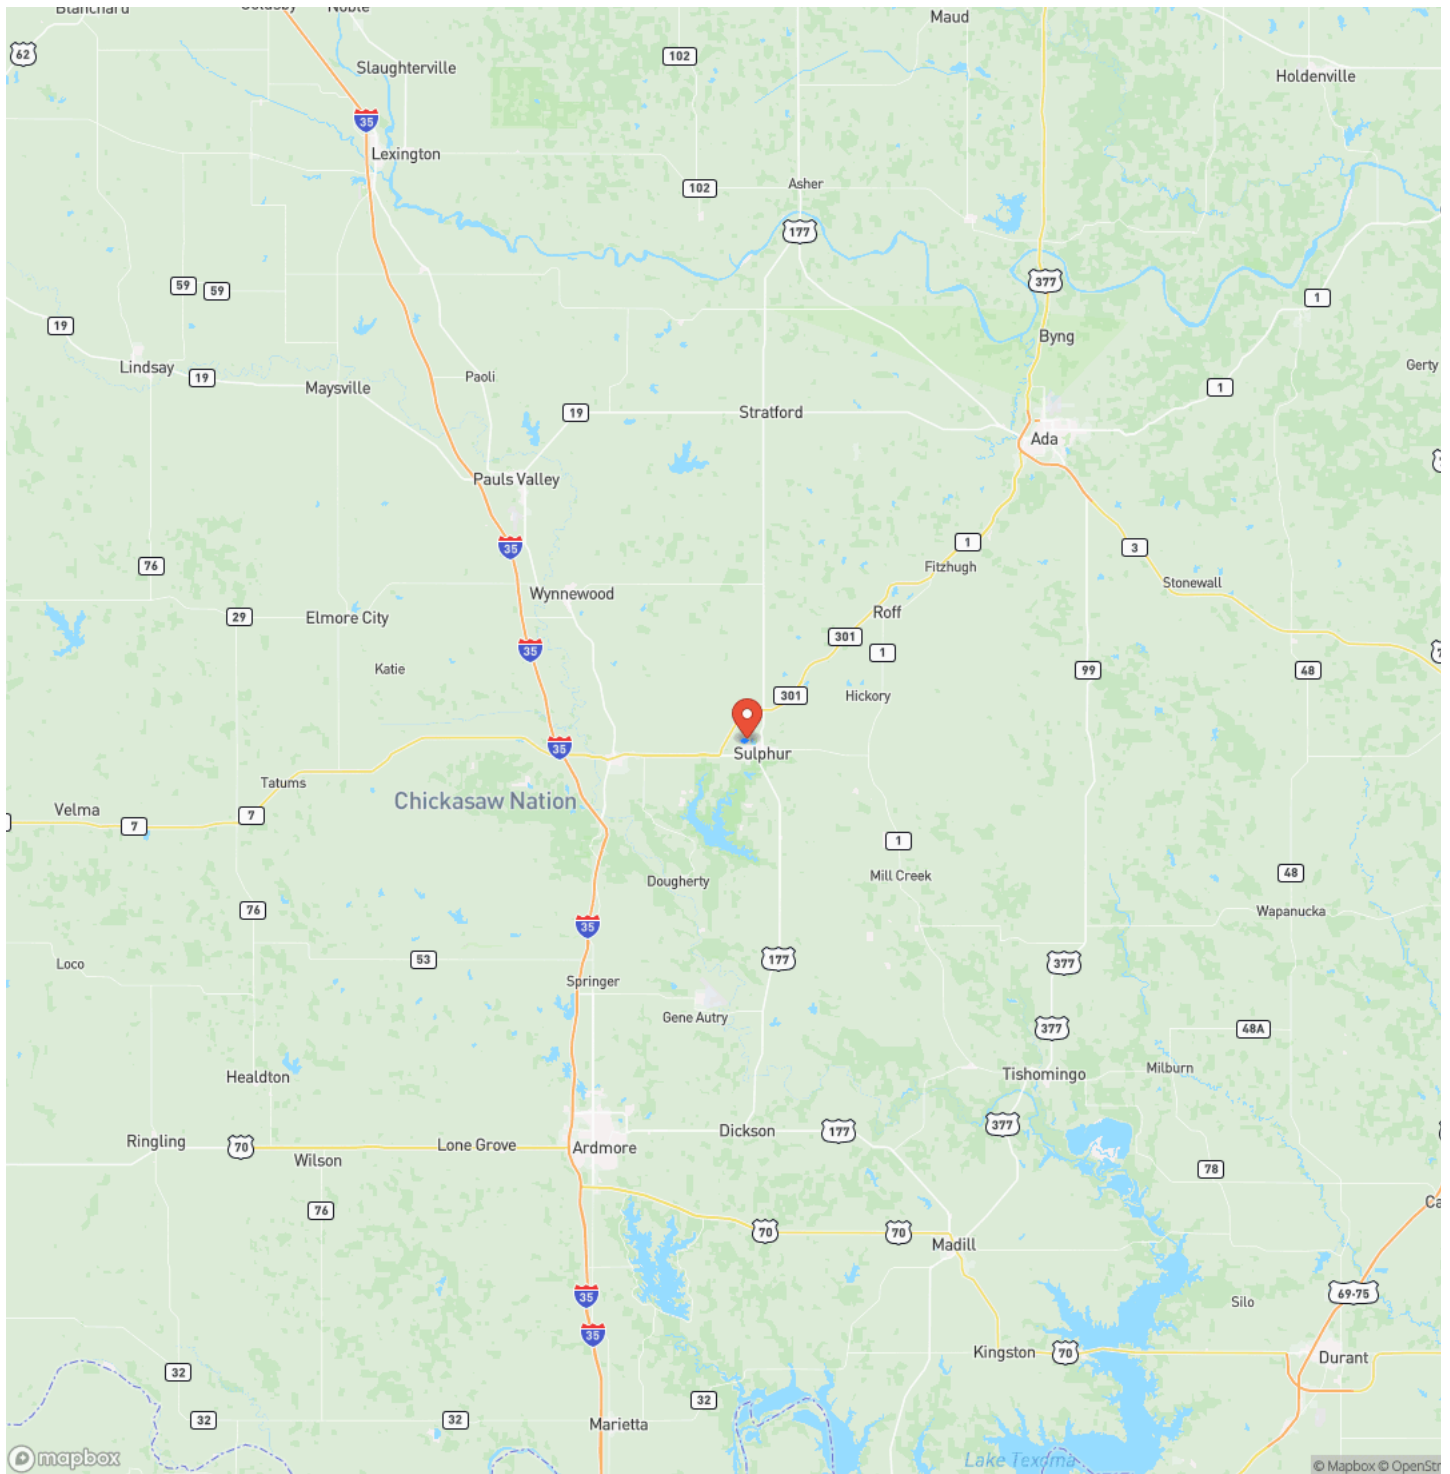 Blanchard
Goldsby
Noble
Maud
62
102
Slaughterville
Holdenville
35
Lexington
102
Asher
177
377
59
59
1
19
Byng
Lindsay
19
Maysville
Paoli
Gerty
1
19
Stratford
Ada
Pauls Valley
35
1
3
76
Fitzhugh
Stonewall
Wynnewood
29
Elmore City
Roff
301
35
1
Katie
99
48
301
Hickory
35
Sulphur
Tatums
Chickasaw Nation
Velma
7
7
1
Dougherty
Mill Creek
48
76
Wapanucka
35
53
Loco
177
377
Springer
Gene Autry
377
48A
Healdton
Tishomingo
Milburn
377
Ringling
70
Lone Grove
Ardmore
Dickson
177
Wilson
78
76
70
70
Madill
35
69-75
Silo
35
Kingston
70
Durant
32
32
32
32
Marietta
Lake Texoma
mapbox
© Mapbox © OpenStr